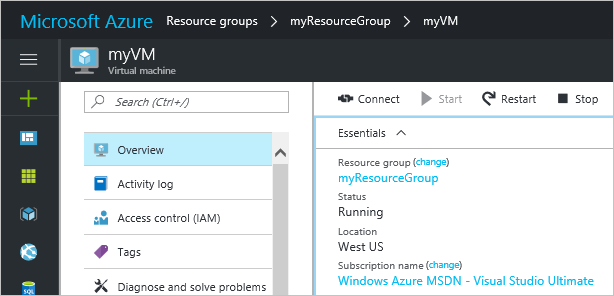 Microsoft Azure Resource groups > myResourceGroup > myVM
myVM
Virtual machine
Search (Ctrl+/)
Overview
Activity log
Access control (IAM)
Tags
Diagnose and solve problems
Connect Start Restart Stop
Essentials
Resource group (change)
myResourceGroup
Status
Running
Location
West US
Subscription name (change)
Windows Azure MSDN - Visual Studio Ultimate
SQL